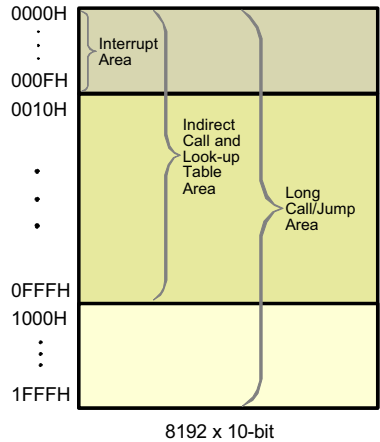 0000H
Interrupt
Area
000FH
0010H
Indirect
Call and
Look-up
Table
Area
Long
Call/Jump
Area
0FFFH
1000H
1FFFH
8192 x 10-bit